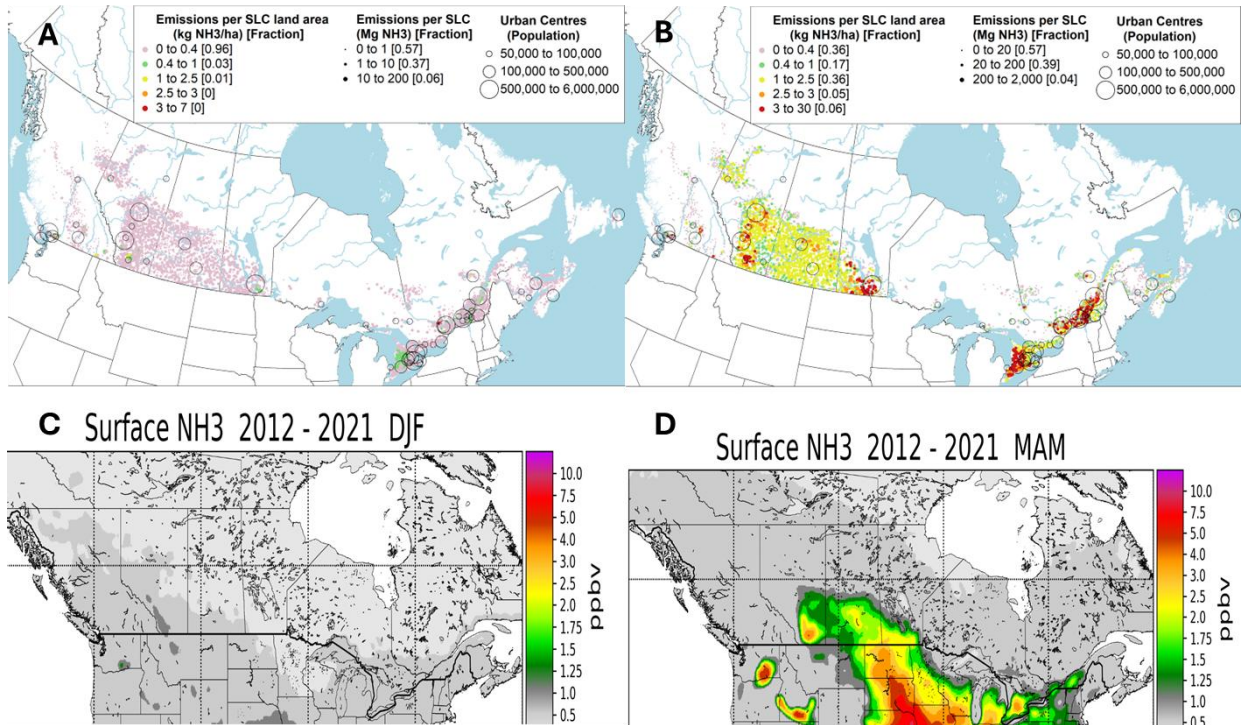 A
Emissions per SLC land area
(kg NH3/ha) [Fraction]
0 to 0.4 [0.96]
0.4 to 1 [0.03]
1 to 2.5 [0.01]
2.5 to 3 [0]
3 to 7 [0]
Emissions per SLC
(Mg NH3) [Fraction]
0 to 1 [0.57]
1 to 10 [0.37]
10 to 200 [0.06]
Urban Centres
(Population)
50,000 to 100,000
100,000 to 500,000
500,000 to 6,000,000
B
Emissions per SLC land area
(kg NH3/ha) [Fraction]
0 to 0.4 [0.36]
0.4 to 1 [0.17]
1 to 2.5 [0.36]
2.5 to 3 [0.05]
3 to 30 [0.06]
Emissions per SLC
(Mg NH3) [Fraction]
0 to 20 [0.57]
20 to 200 [0.39]
200 to 2,000 [0.04]
Urban Centres
(Population)
50,000 to 100,000
100,000 to 500,000
500,000 to 6,000,000
C
Surface NH3 2012 - 2021 DJF
10.0
7.5
5.0
4.0
3.0
2.5
2.0
1.75
1.5
1.25
1.0
0.5
ppbv
D
Surface NH3 2012 - 2021 MAM
10.0
7.5
5.0
4.0
3.0
2.5
2.0
1.75
1.5
1.25
1.0
0.5
ppbv